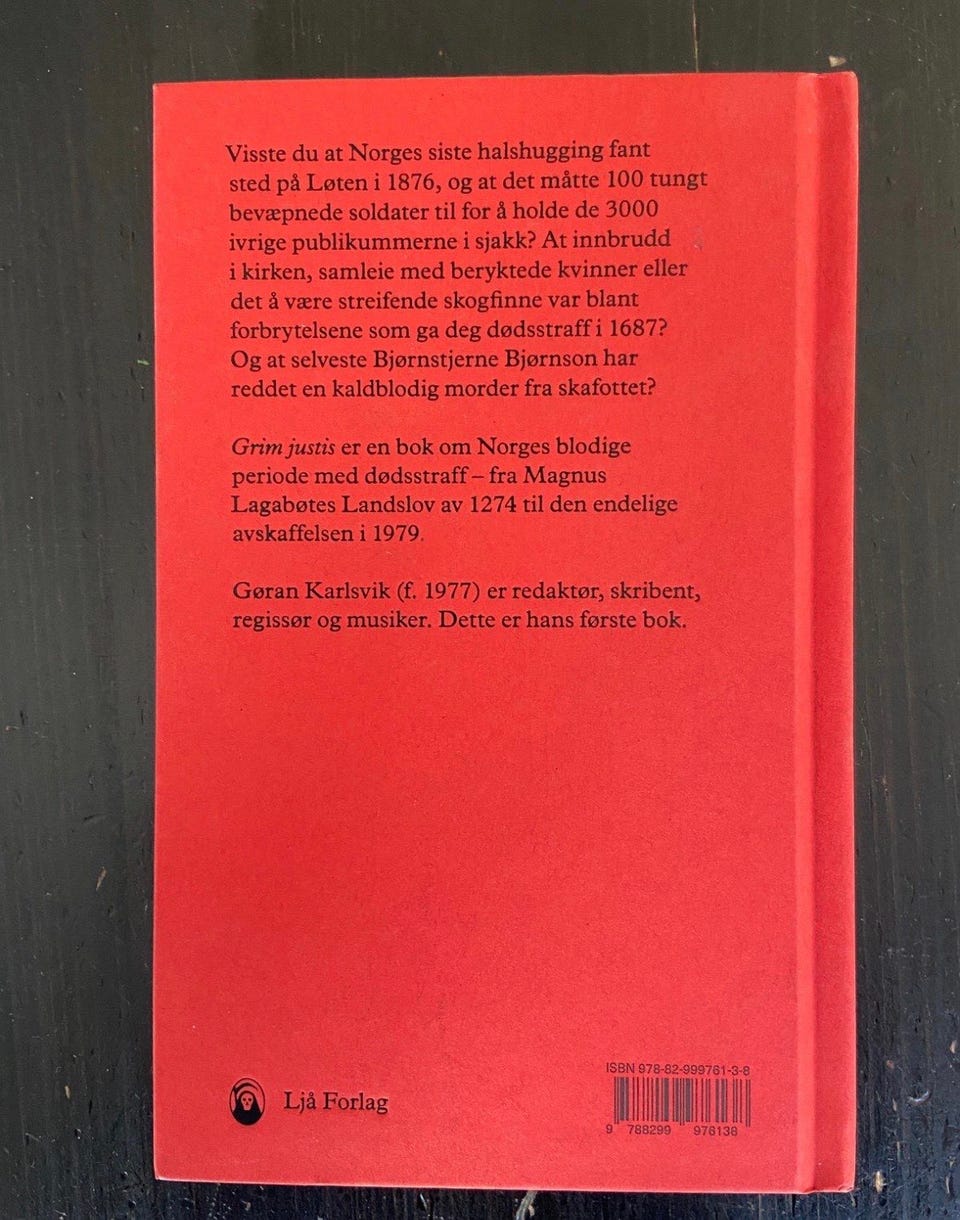 Visste du at Norges siste halshugging fant
sted på Løten i 1876, og at det måtte 100 tungt
bevæpnede soldater til for å holde de 3000
ivrige publikummerne i sjakk? At innbrudd
i kirken, samleie med beryktede kvinner eller
det å være streifende skogfinne var blant
forbrytelsene som ga deg dødsstraff i 1687?
Og at selveste Bjørnstjerne Bjørnson har
reddet en kaldblodig morder fra skafottet?
Grim justis er en bok om Norges blodige
periode med dødsstraff – fra Magnus
Lagabøtes Landslov av 1274 til den endelige
avskaffelsen i 1979.
Gøran Karlsvik (f. 1977) er redaktør, skribent,
regissør og musiker. Dette er hans første bok.
Ljå Forlag
ISBN 978-82-999761-3-8
9 788299 976138